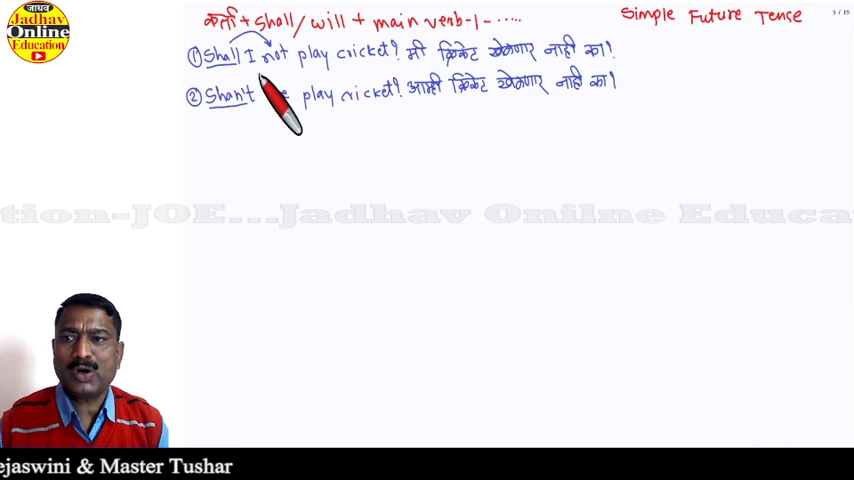 जाधव
Jadhav
Online
Education
कर्ता + shall / will + main verb-1 - .....
Simple Future Tense
5 / 15
① Shall I not play cricket? मी क्रिकेट खेळणार नाही का?
② Shan't play cricket? आम्ही क्रिकेट खेळणार नाही का?
tion-JOE...Jadhav Onilne Educa
ejaswini & Master Tushar